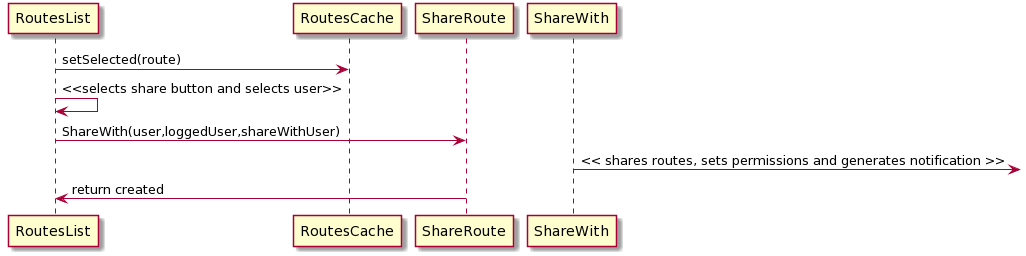 RoutesList RoutesCache ShareRoute ShareWith
setSelected(route)
<<selects share button and selects user>>
ShareWith(user,loggedUser,shareWithUser)
<< shares routes, sets permissions and generates notification >>
return created
RoutesList RoutesCache ShareRoute ShareWith